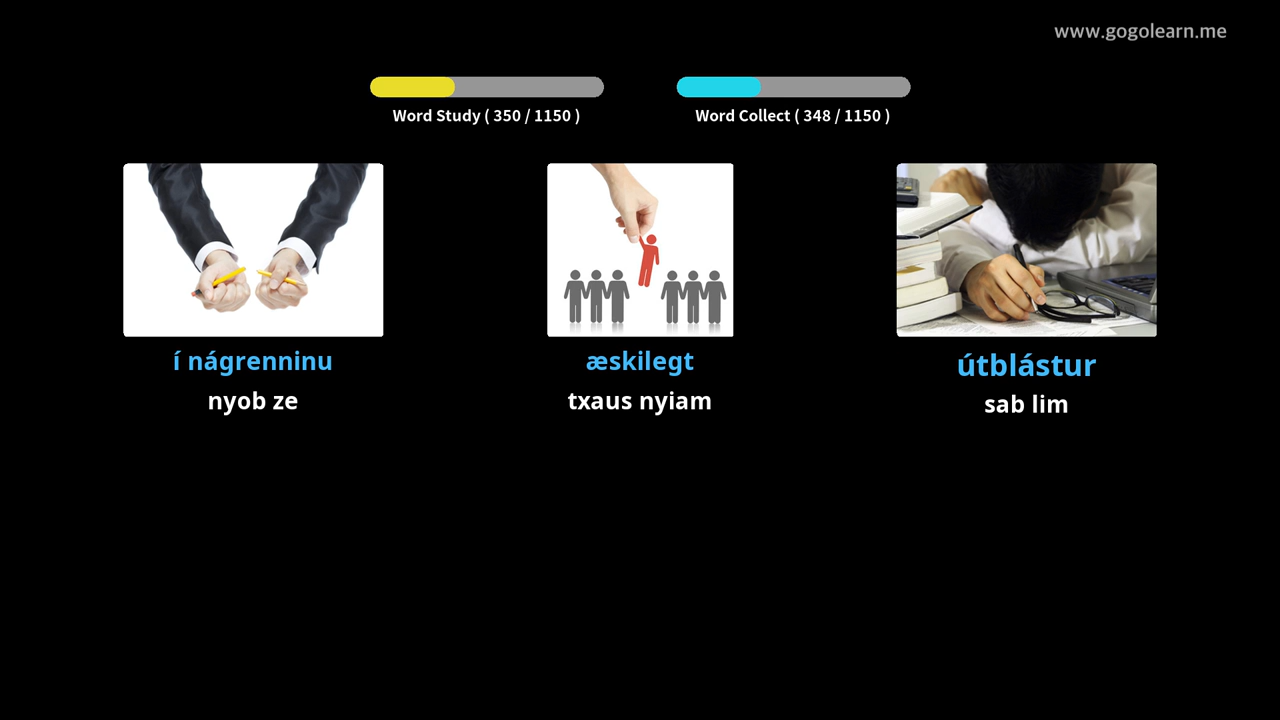 www.gogolearn.me
Word Study ( 350 / 1150 )
Word Collect ( 348 / 1150 )
í nágrenninu
nyob ze
æskilegt
txaus nyiam
útblástur
sab lim